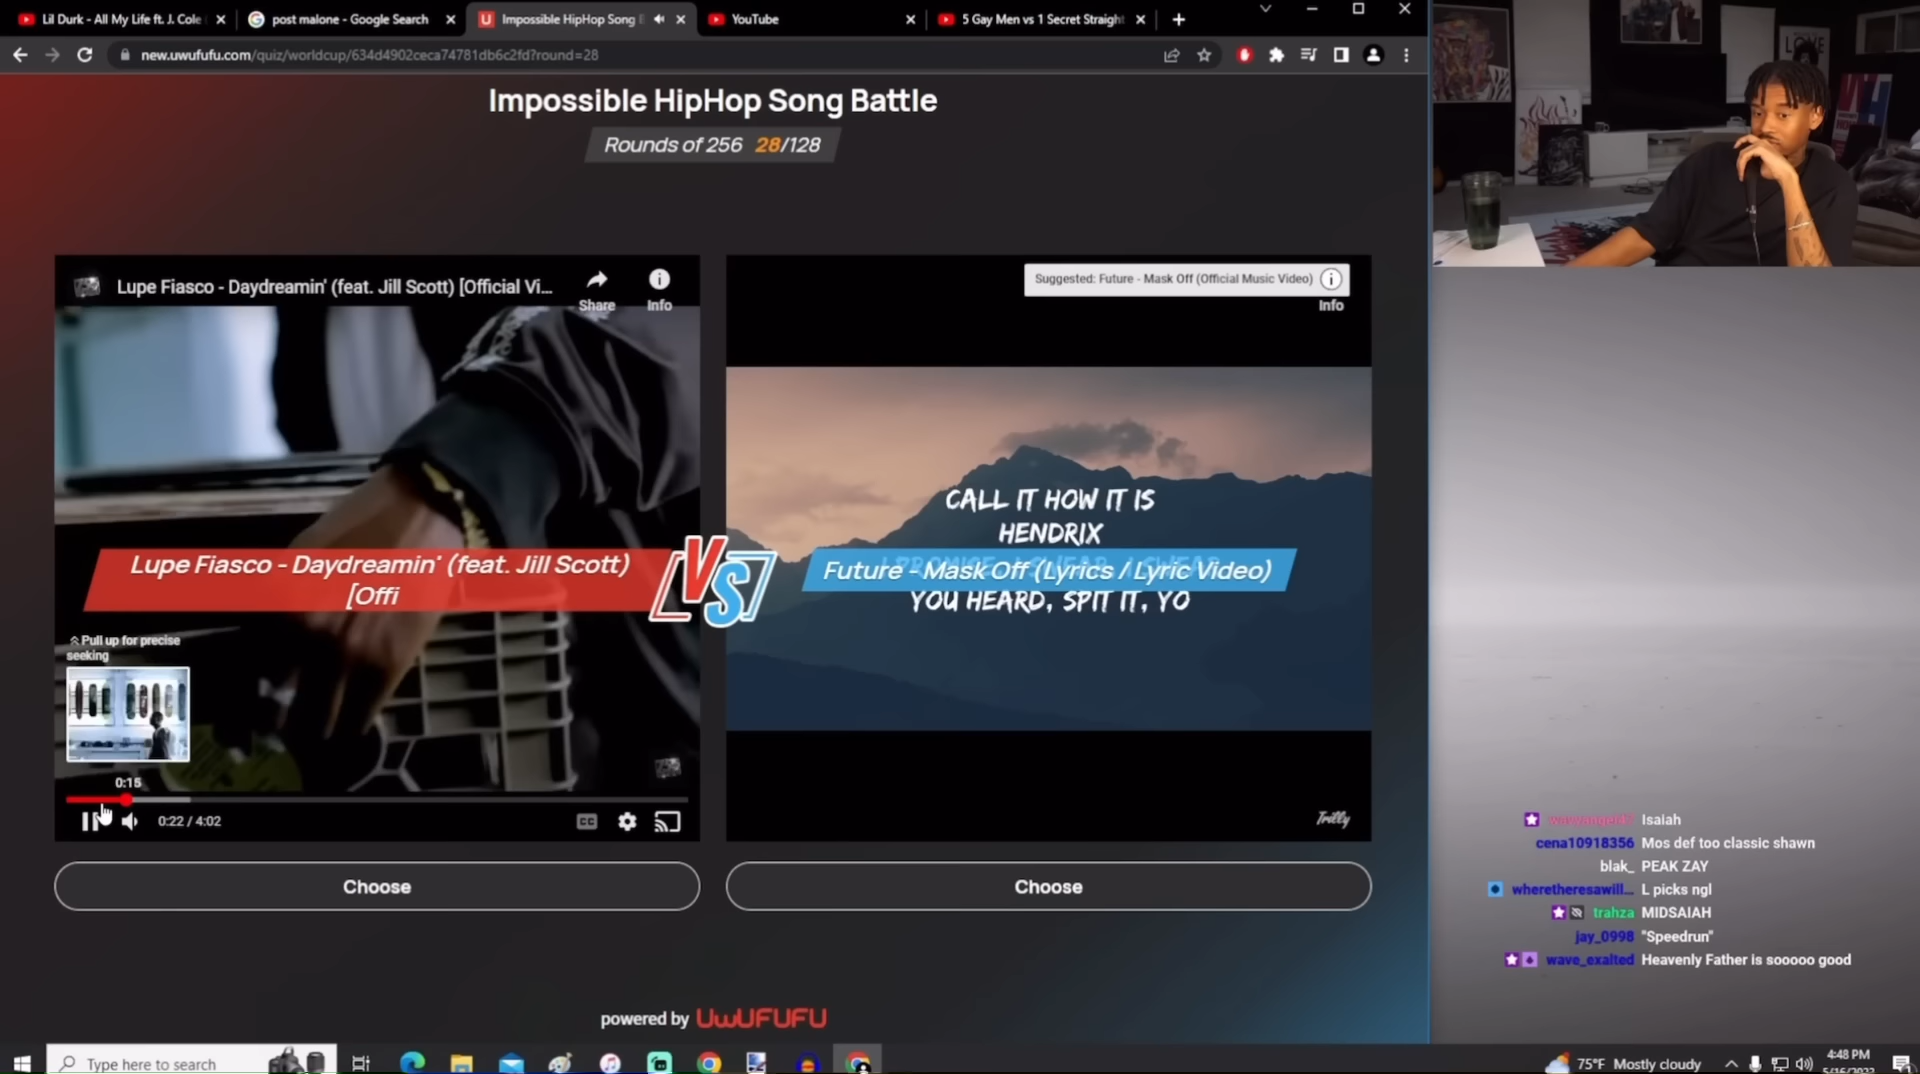 Lil Durk - All My Life ft. J. Cole
post malone - Google Search
Impossible HipHop Song
YouTube
5 Gay Men vs 1 Secret Straight
new.uwufufu.com/quiz/worldcup/634d4902ceca74781db6c2fd?round=28
Impossible HipHop Song Battle
Rounds of 256 28/128
Lupe Fiasco - Daydreamin' (feat. Jill Scott) [Official Vi...
Share
Info
Suggested: Future - Mask Off (Official Music Video)
Info
CALL IT HOW IT IS
HENDRIX
I PROMISE, I SWEAR, I SWEAR
YOU HEARD, SPIT IT, YO
Lupe Fiasco - Daydreamin' (feat. Jill Scott)
[Offi
VS
Future - Mask Off (Lyrics / Lyric Video)
Pull up for precise
seeking
0:15
0:22 / 4:02
CC
Trilly
Choose
Choose
powered by UwUFUFU
LOVE
Isaiah
cena10918356 Mos def too classic shawn
blak_ PEAK ZAY
wheretheresawill... L picks ngl
trahza MIDSAIAH
jay_0998 "Speedrun"
wave_exalted Heavenly Father is sooooo good
Type here to search
75°F Mostly cloudy
4:48 PM